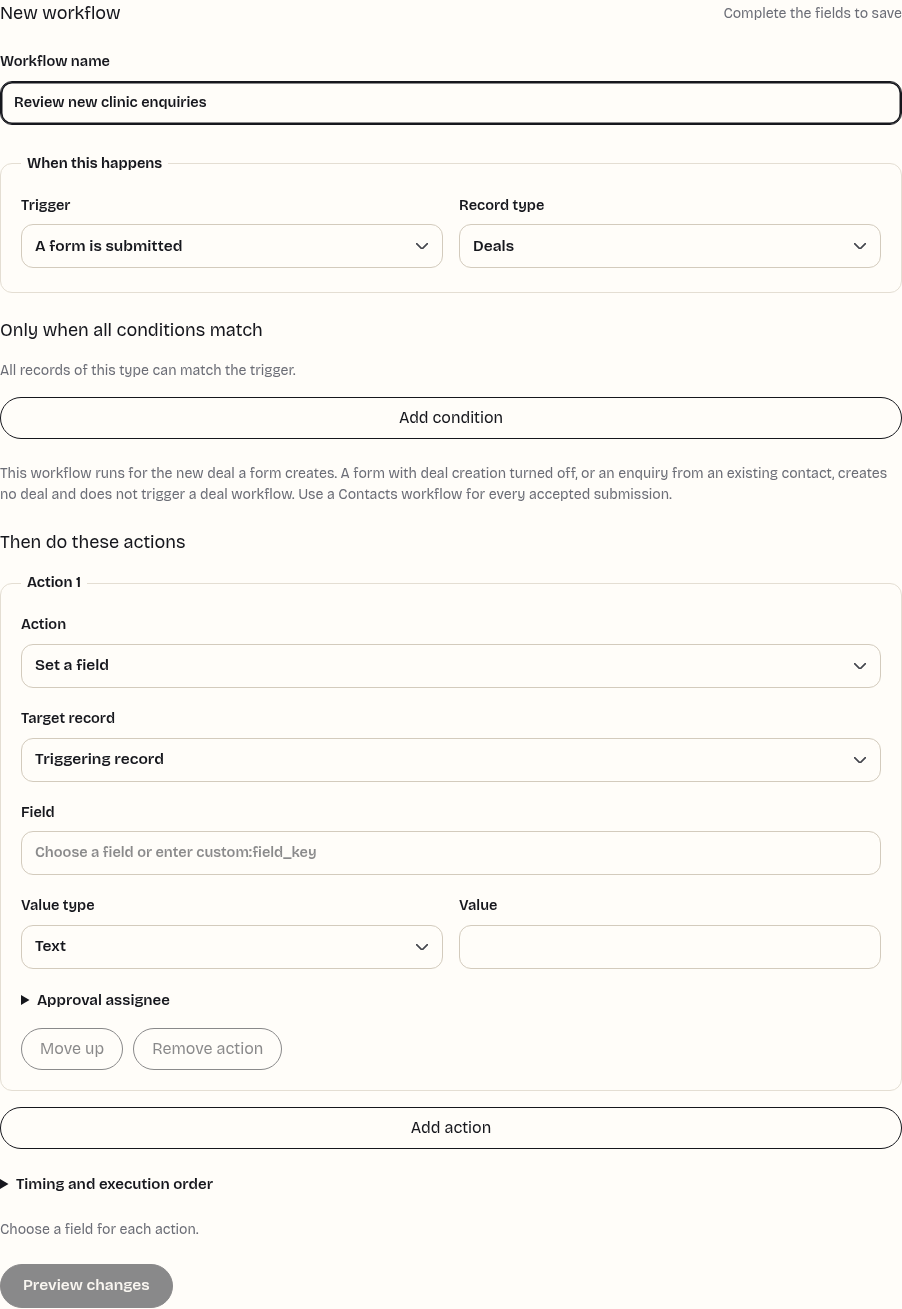 New workflow
Complete the fields to save
Workflow name
Review new clinic enquiries
When this happens
Trigger
Record type
A form is submitted
Deals
Only when all conditions match
All records of this type can match the trigger.
Add condition
This workflow runs for the new deal a form creates. A form with deal creation turned off, or an enquiry from an existing contact, creates
no deal and does not trigger a deal workflow. Use a Contacts workflow for every accepted submission.
Then do these actions
Action 1
Action
Set a field
Target record
Triggering record
Field
Choose a field or enter custom:field_key
Value type
Value
Text
Approval assignee
Move up
Remove action
Add action
Timing and execution order
Choose a field for each action.
Preview changes